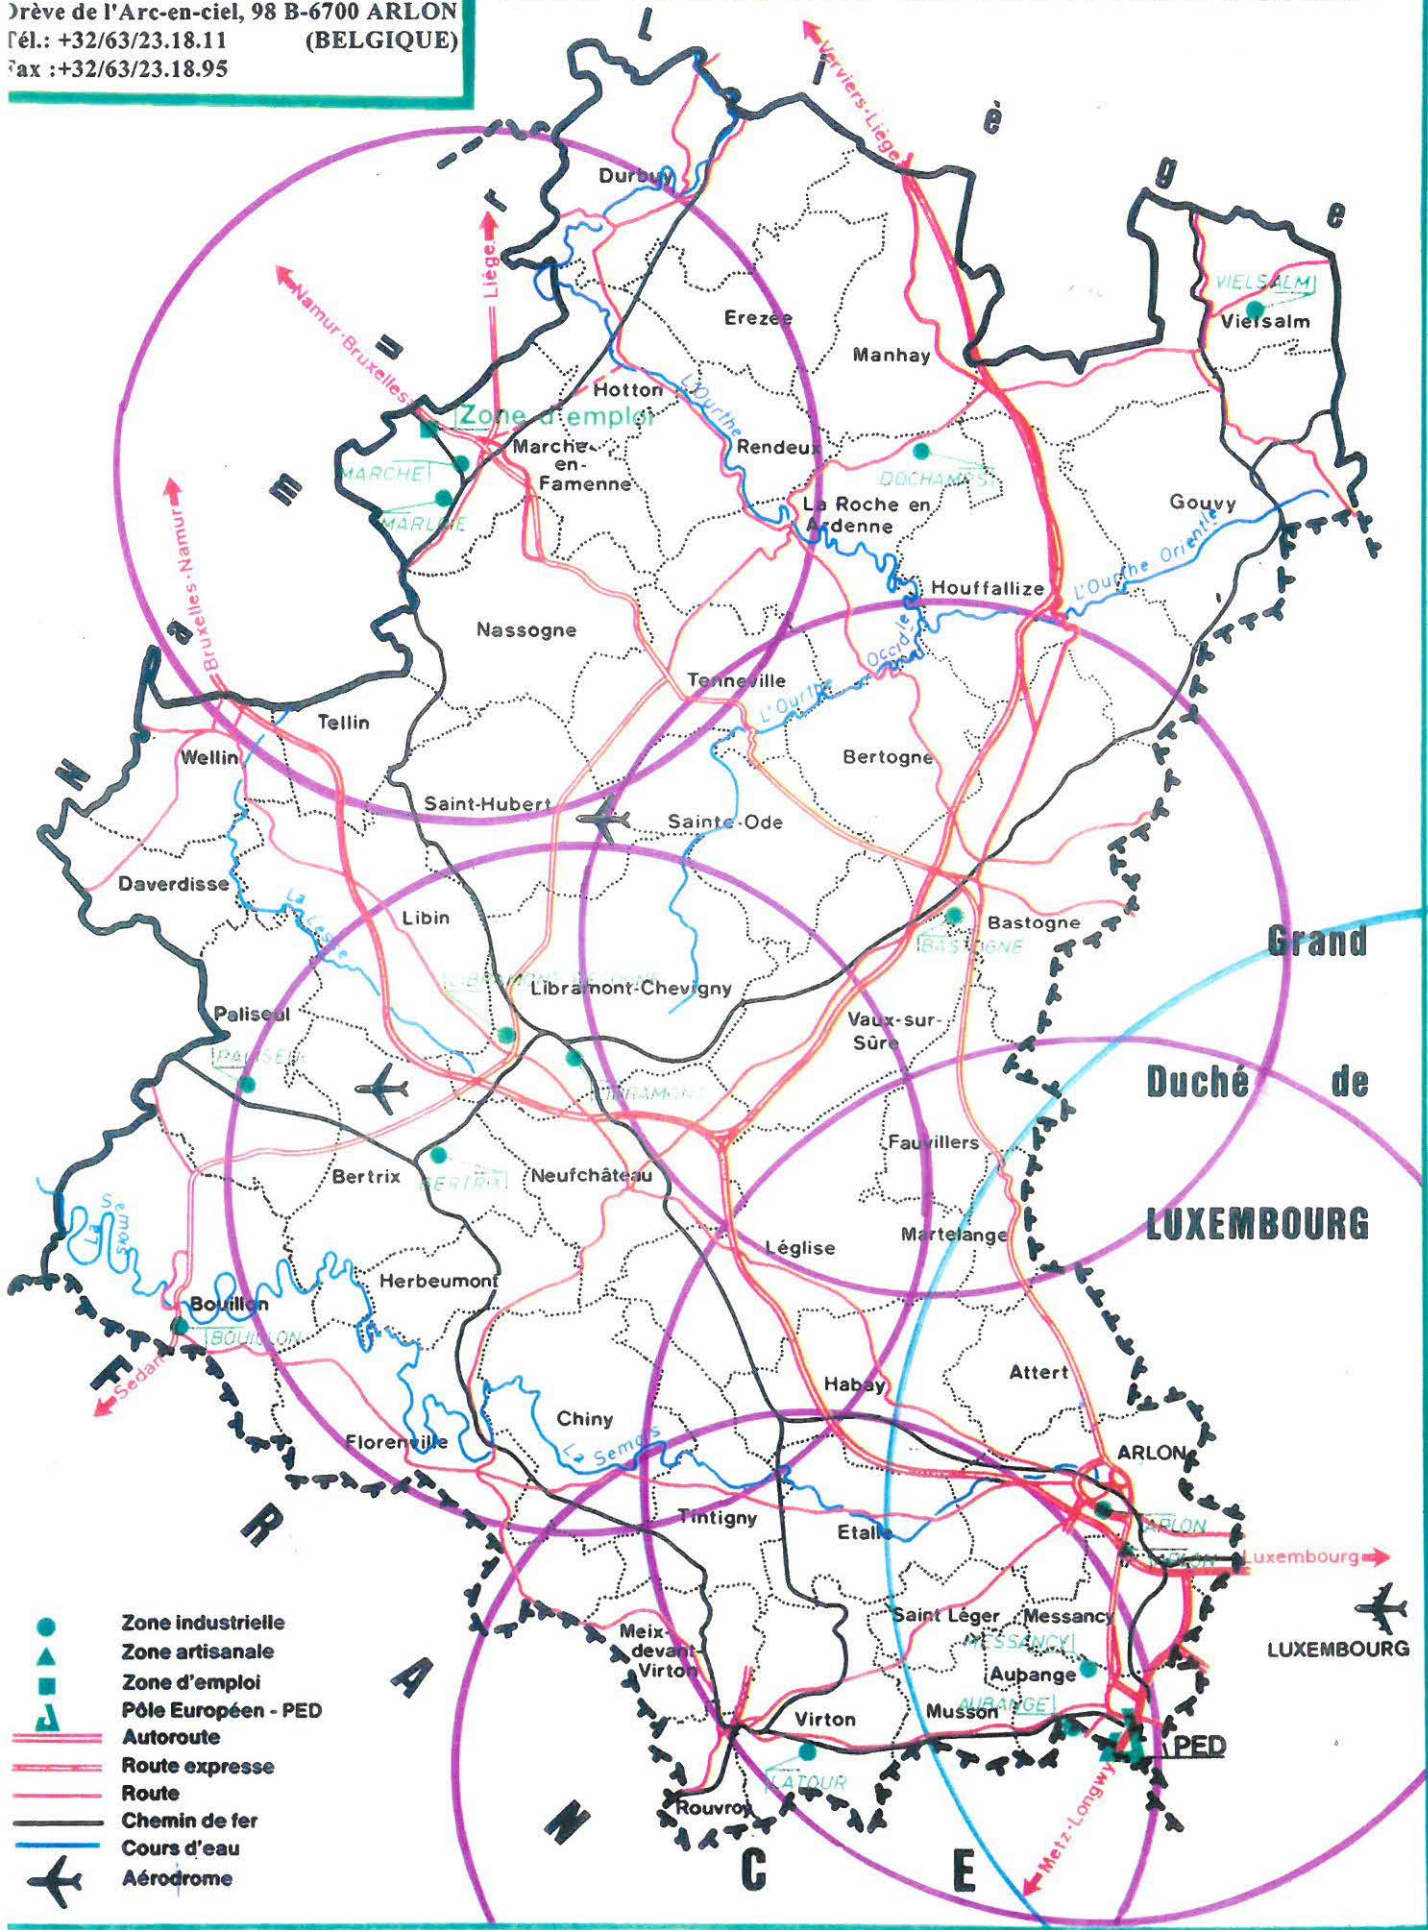 Drève de l'Arc-en-ciel, 98 B-6700 ARLON
Tél.: +32/63/23.18.11 (BELGIQUE)
Fax :+32/63/23.18.95
L i é g e
Verviers-Liège
Durbuy
Liège
Namur-Bruxelles
N a m u r
VIELSALM
Vielsalm
Erezée
Manhay
Hotton
L'Ourthe
Zone d'emploi
Marche-
en-
Famenne
MARCHE
MARLOIE
Rendeux
DOCHAMPS
La Roche en
Ardenne
Gouvy
L'Ourthe Orientle
Houffallize
Bruxelles-Namur
Nassogne
Tenneville
L'Ourthe Occidle
Tellin
Wellin
Bertogne
Saint-Hubert
Sainte-Ode
Daverdisse
La Lesse
Libin
Bastogne
BASTOGNE
Grand
Duché de
LUXEMBOURG
Libramont-Chevigny
Paliseul
PALISEUL
Vaux-sur-
Sûre
LIBRAMONT
Fauvillers
Bertrix
BERTRIX
Neufchâteau
La Semois
Martelange
Léglise
Herbeumont
Bouillon
BOUILLON
Sedan
Attert
Habay
Chiny
La Semois
Florenville
ARLON
Tintigny
Etalle
ARLON
ARLON
Luxembourg
Saint Léger
Messancy
MESSANCY
Meix-
devant-
Virton
Aubange
AUBANGE
LUXEMBOURG
Virton
Musson
PED
LATOUR
Rouvroy
Metz-Longwy
F R A N C E
Zone industrielle
Zone artisanale
Zone d'emploi
Pôle Européen - PED
Autoroute
Route expresse
Route
Chemin de fer
Cours d'eau
Aérodrome